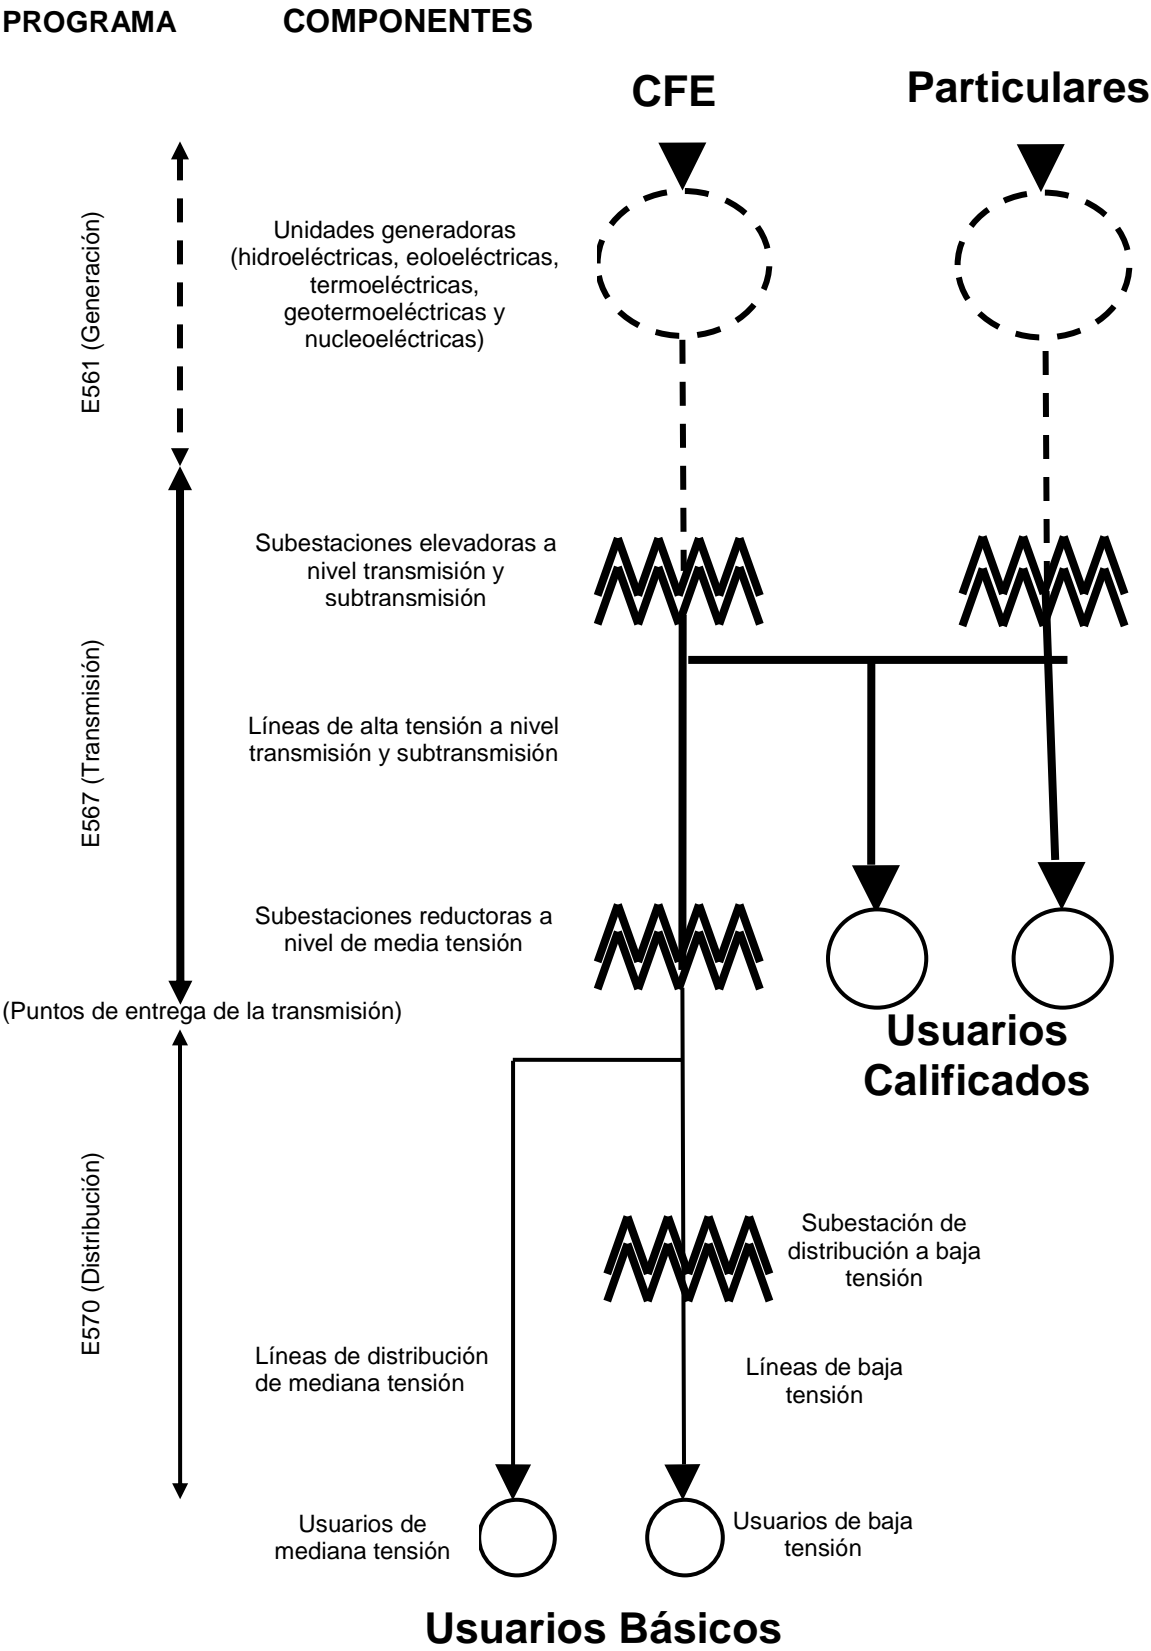 PROGRAMA
COMPONENTES
CFE
Particulares
E561 (Generación)
Unidades generadoras
(hidroeléctricas, eoloeléctricas,
termoeléctricas,
geotermoeléctricas y
nucleoeléctricas)
Subestaciones elevadoras a
nivel transmisión y
subtransmisión
E567 (Transmisión)
Líneas de alta tensión a nivel
transmisión y subtransmisión
Subestaciones reductoras a
nivel de media tensión
(Puntos de entrega de la transmisión)
Usuarios
Calificados
E570 (Distribución)
Subestación de
distribución a baja
tensión
Líneas de distribución
de mediana tensión
Líneas de baja
tensión
Usuarios de
mediana tensión
Usuarios de baja
tensión
Usuarios Básicos